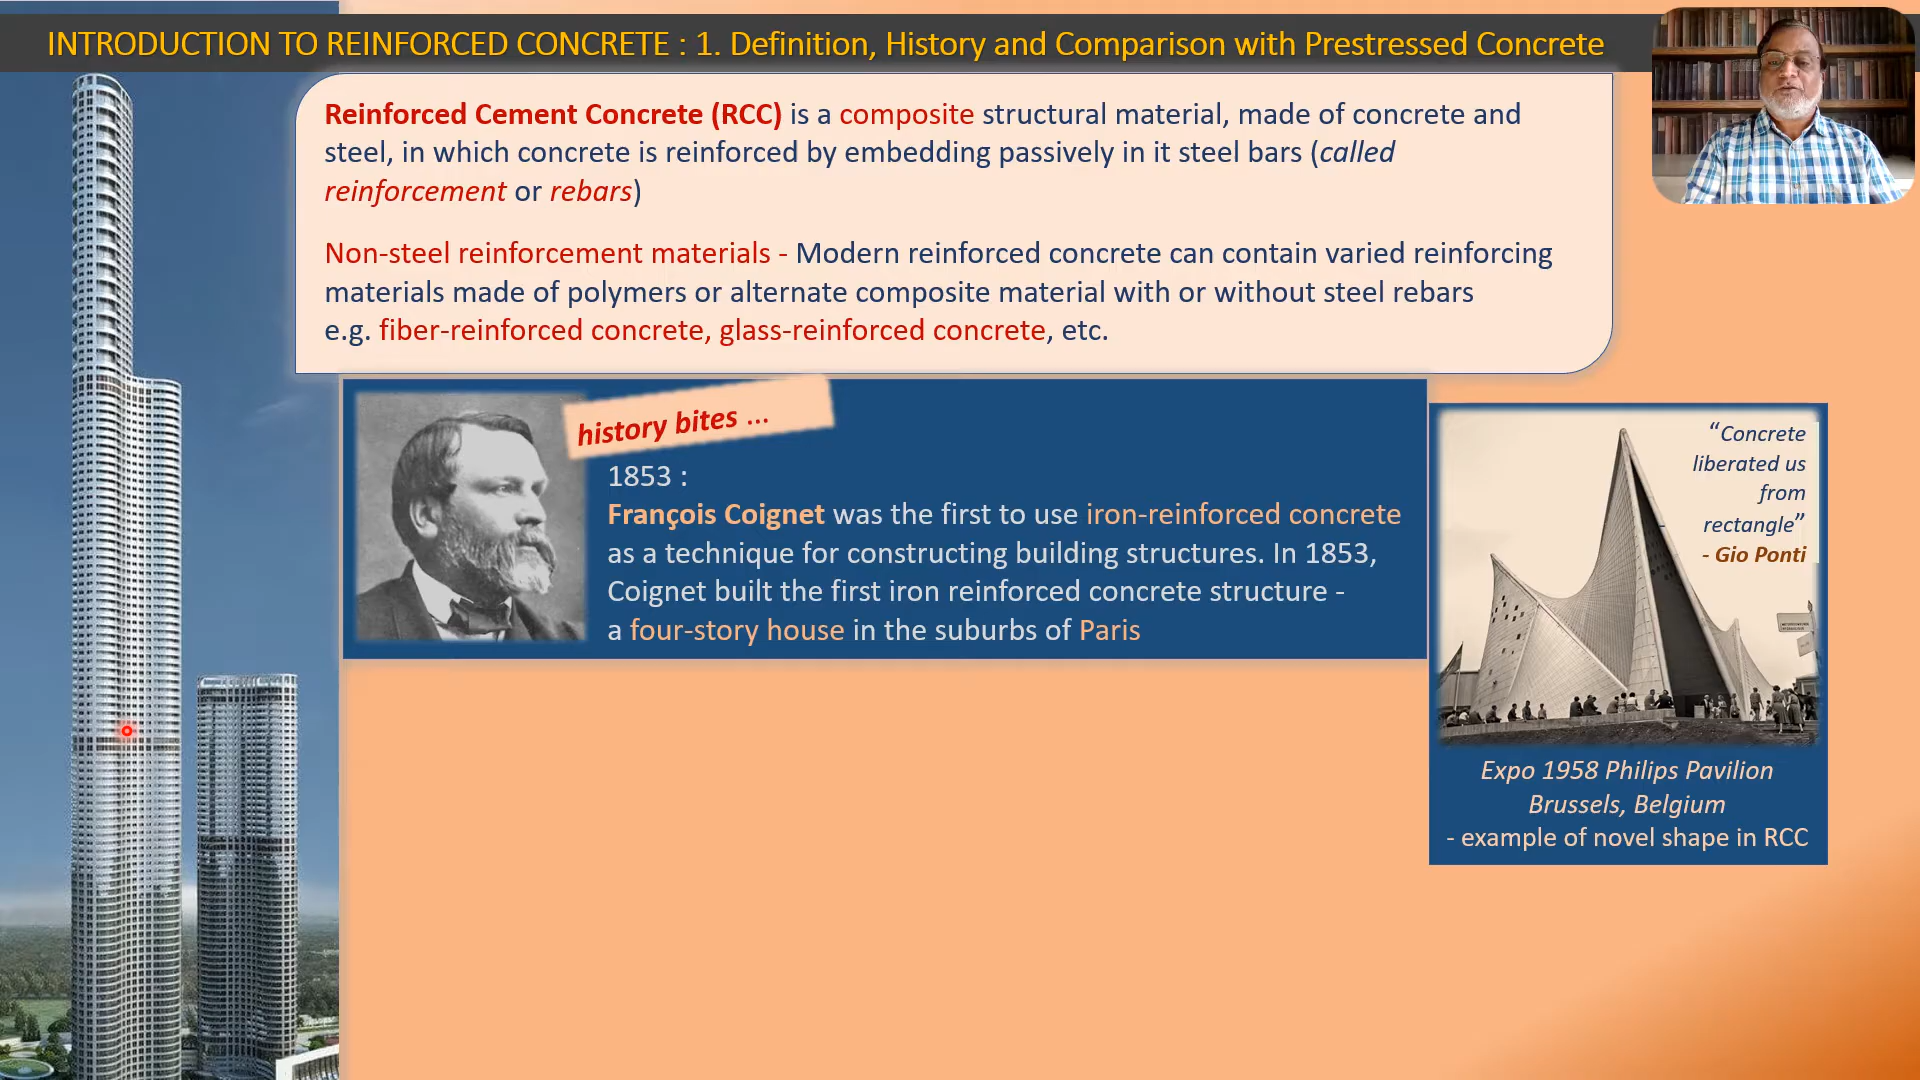 INTRODUCTION TO REINFORCED CONCRETE : 1. Definition, History and Comparison with Prestressed Concrete
Reinforced Cement Concrete (RCC) is a composite structural material, made of concrete and
steel, in which concrete is reinforced by embedding passively in it steel bars (called
reinforcement or rebars)
Non-steel reinforcement materials - Modern reinforced concrete can contain varied reinforcing
materials made of polymers or alternate composite material with or without steel rebars
e.g. fiber-reinforced concrete, glass-reinforced concrete, etc.
history bites ...
1853 :
François Coignet was the first to use iron-reinforced concrete
as a technique for constructing building structures. In 1853,
Coignet built the first iron reinforced concrete structure -
a four-story house in the suburbs of Paris
“Concrete
liberated us
from
rectangle”
- Gio Ponti
Expo 1958 Philips Pavilion
Brussels, Belgium
- example of novel shape in RCC